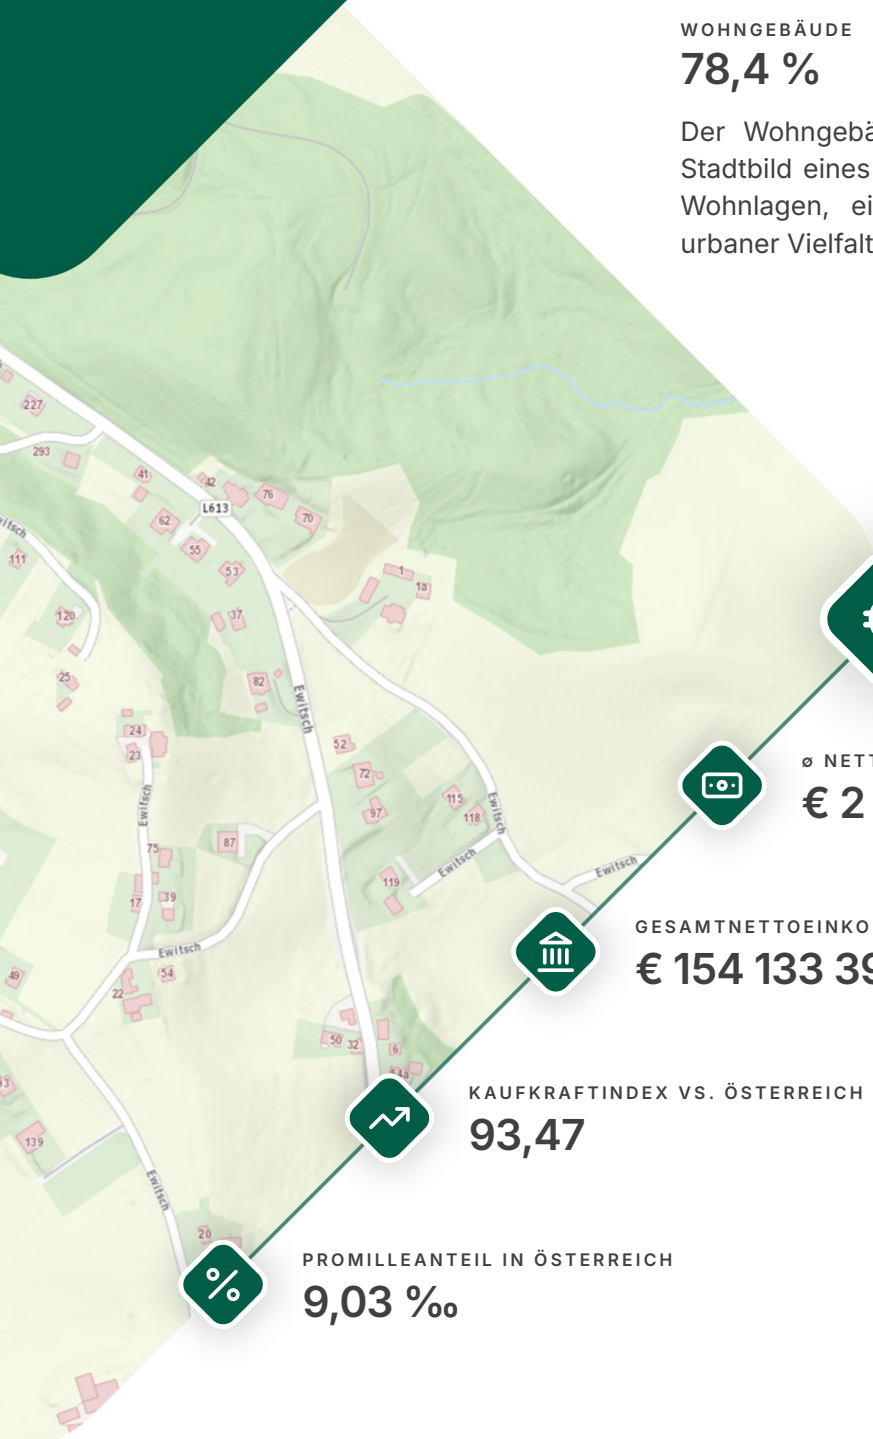 WOHNGEBÄUDE
78,4 %
Der Wohngebä
Stadtbild eines
Wohnlagen, ei
urbaner Vielfalt
227
293
41
42
76
L613
62
70
55
itsch
111
53
1
1a
37
120
25
82
Ewitsch
24
23
52
72
ø NETT
€ 2
Ewitsch
115
97
118
Ewitsch
87
75
Ewitsch
Ewitsch
119
17
39
GESAMTNETTOEINKO
€ 154 133 39
Ewitsch
49
54
22
50
32
6
93
KAUFKRAFTINDEX VS. ÖSTERREICH
93,47
139
Ewitsch
20
PROMILLEANTEIL IN ÖSTERREICH
9,03 ‰